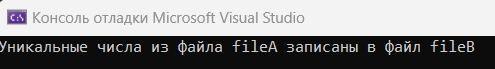 C:\
Консоль отладки Microsoft Visual Studio
Уникальные числа из файла fileA записаны в файл fileB